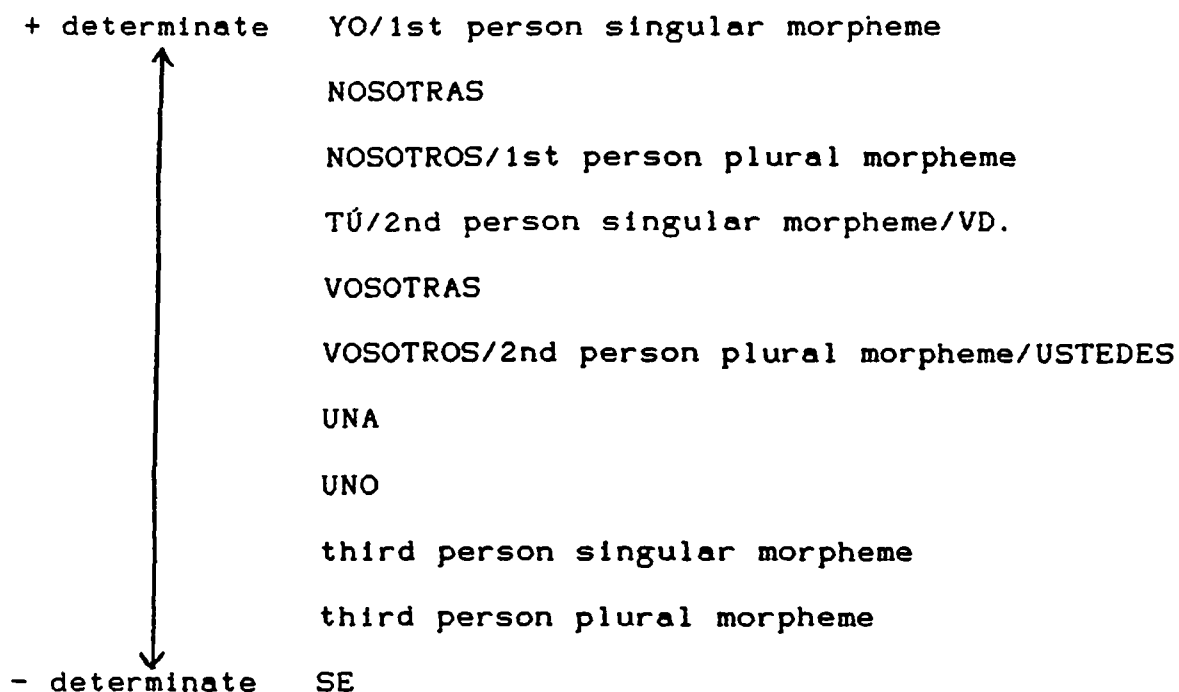 + determinate YO/1st person singular morpheme
NOSOTRAS
NOSOTROS/1st person plural morpheme
TÚ/2nd person singular morpheme/VD.
VOSOTRAS
VOSOTROS/2nd person plural morpheme/USTEDES
UNA
UNO
third person singular morpheme
third person plural morpheme
- determinate SE